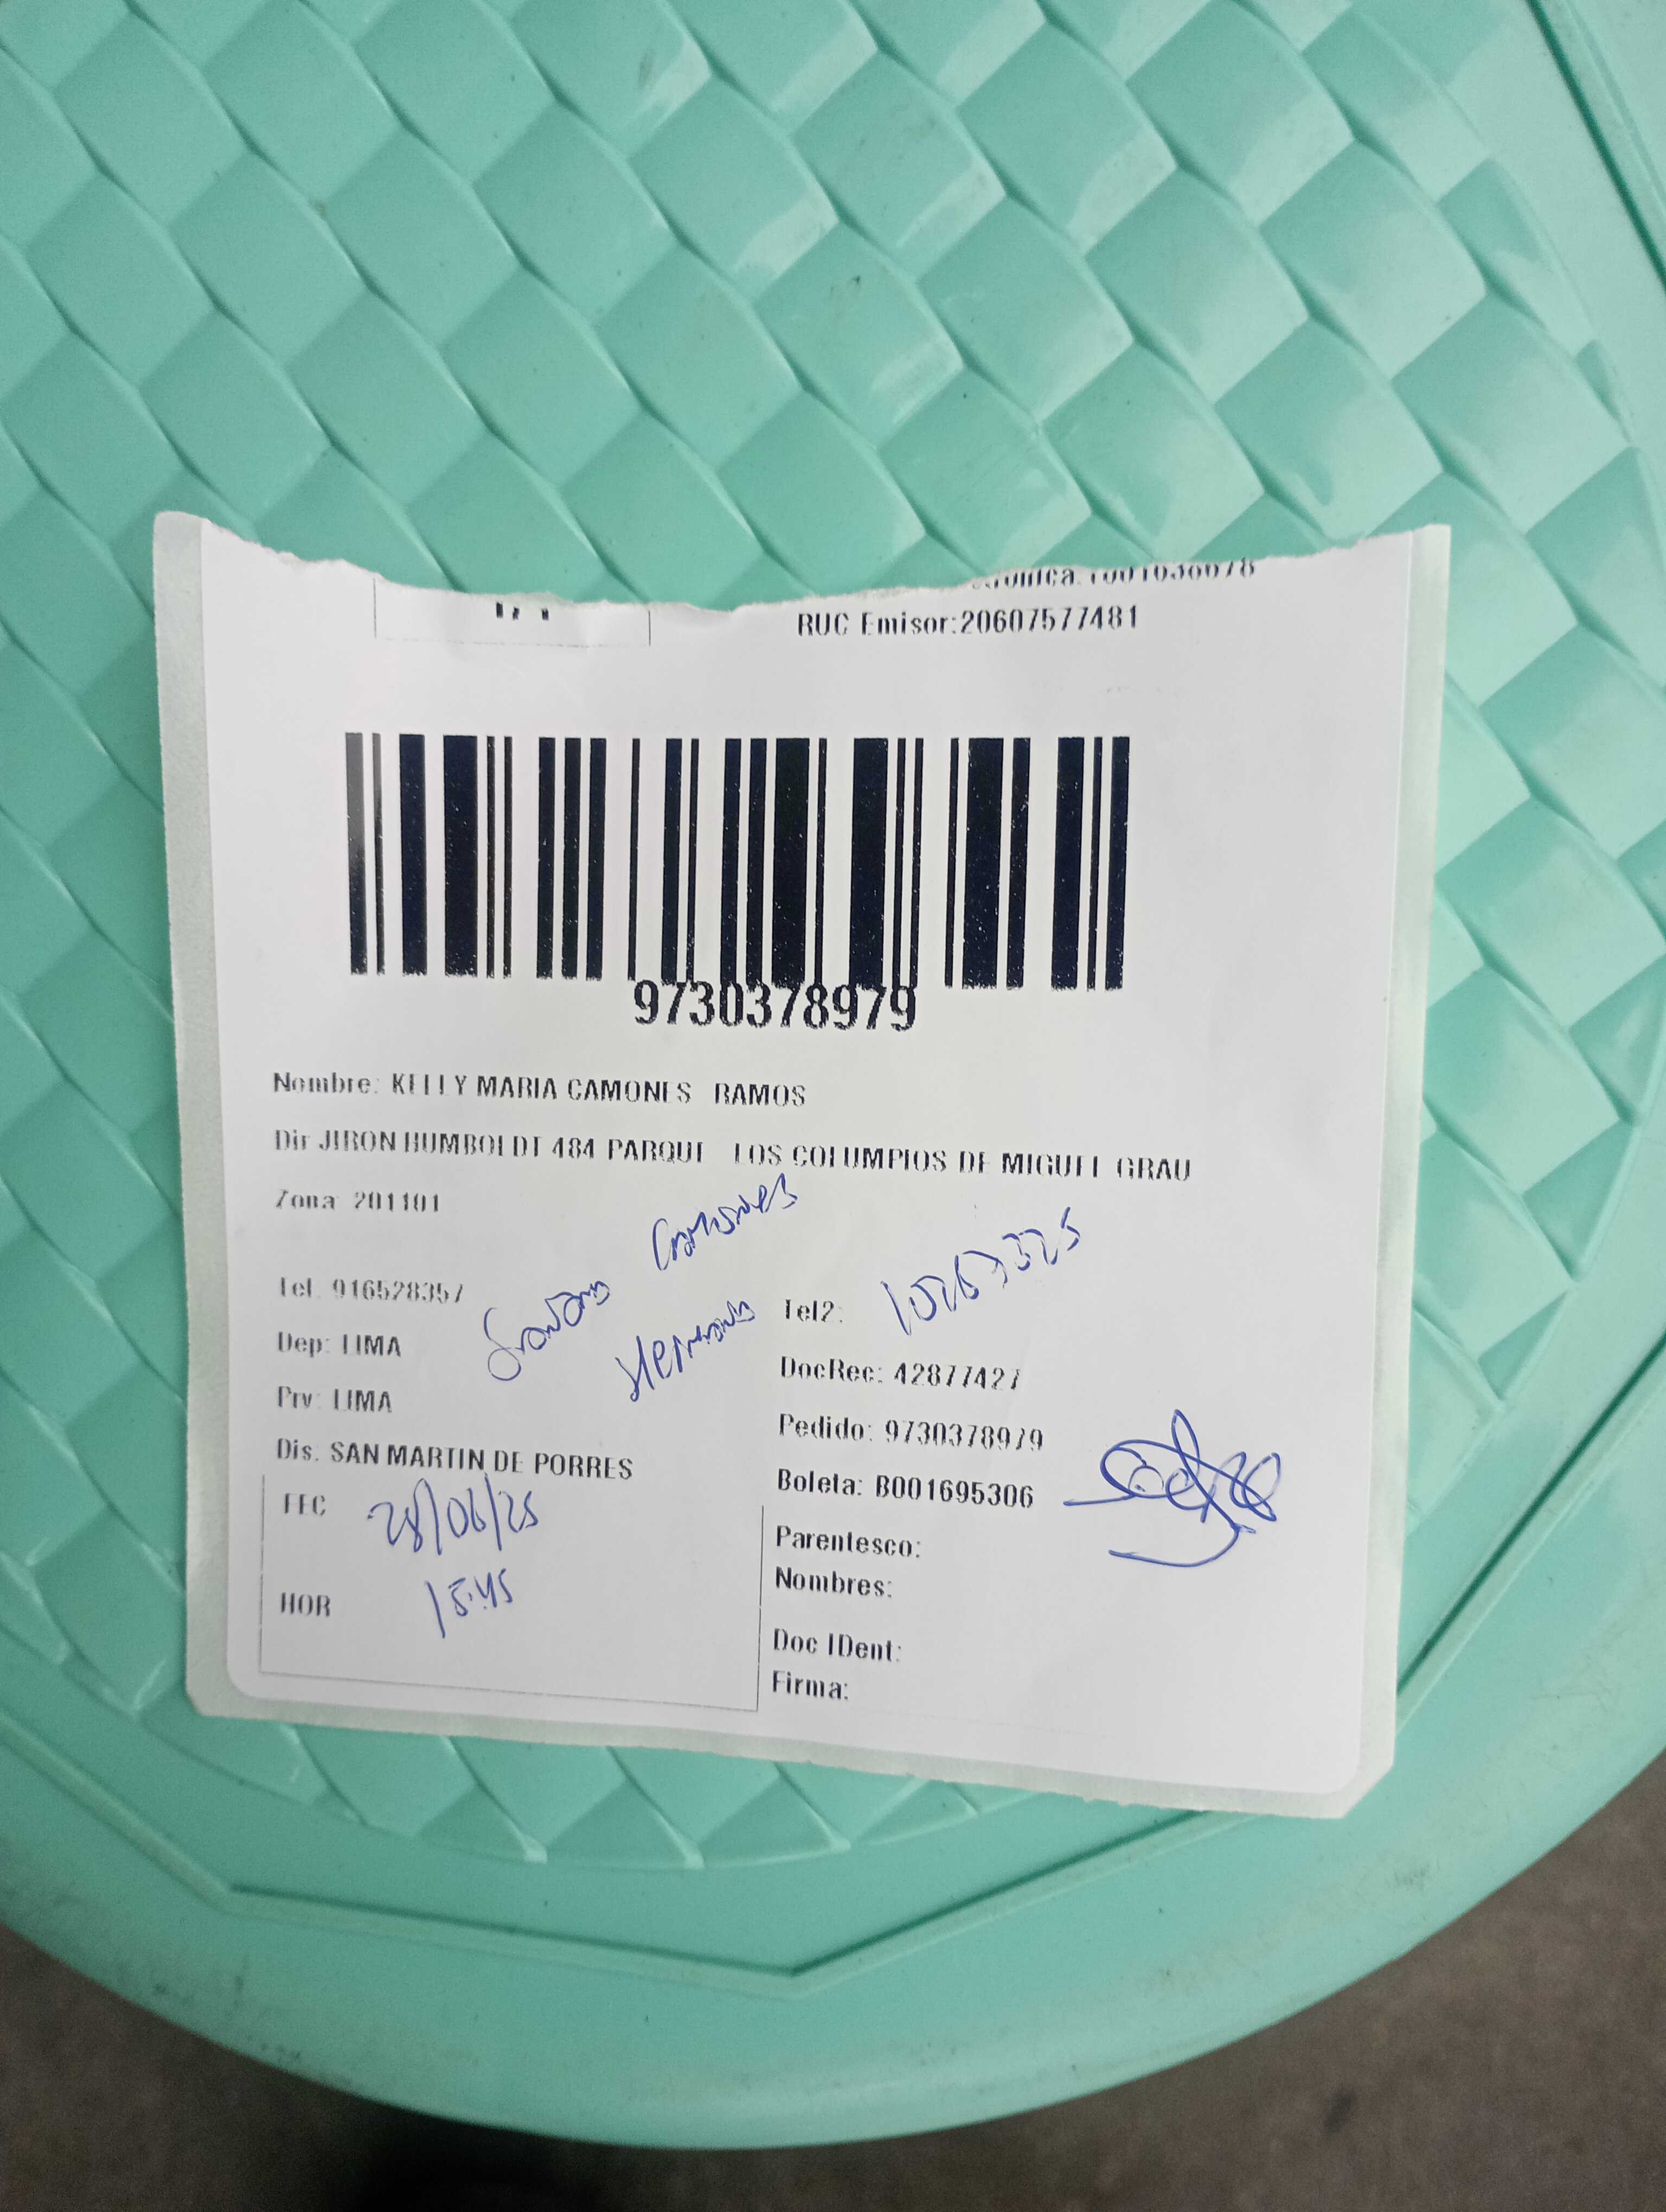 RUC Emisor:20607577481
9730378979
Nombre: KELLY MARIA CAMONES RAMOS
Dir JIRON HUMBOLDT 484 PARQUE LOS COLUMPIOS DE MIGUEL GRAU
Zona 201101
Camones
Tel. 916528357
Hermano
Tel2:
Dep: LIMA
DocRec: 42877427
Prv: LIMA
Pedido: 9730378979
Dis. SAN MARTIN DE PORRES
Boleta: B001695306
FEC 28/06/25
Parentesco:
Nombres:
HOR 15:45
Doc IDent:
Firma: